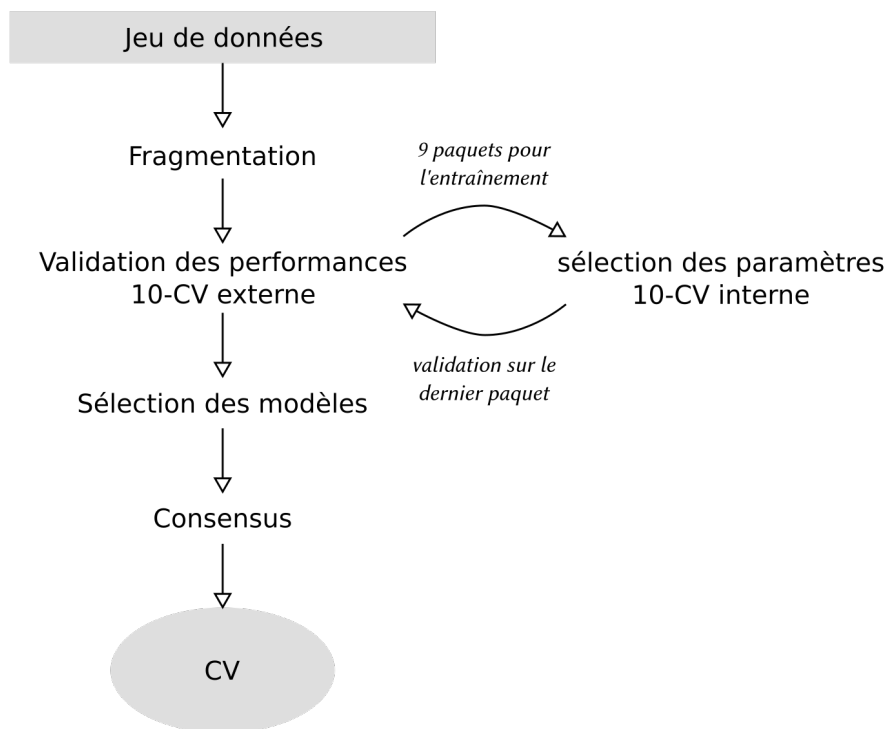 Jeu de données
Fragmentation
9 paquets pour
l'entraînement
Validation des performances
10-CV externe
sélection des paramètres
10-CV interne
validation sur le
dernier paquet
Sélection des modèles
Consensus
CV